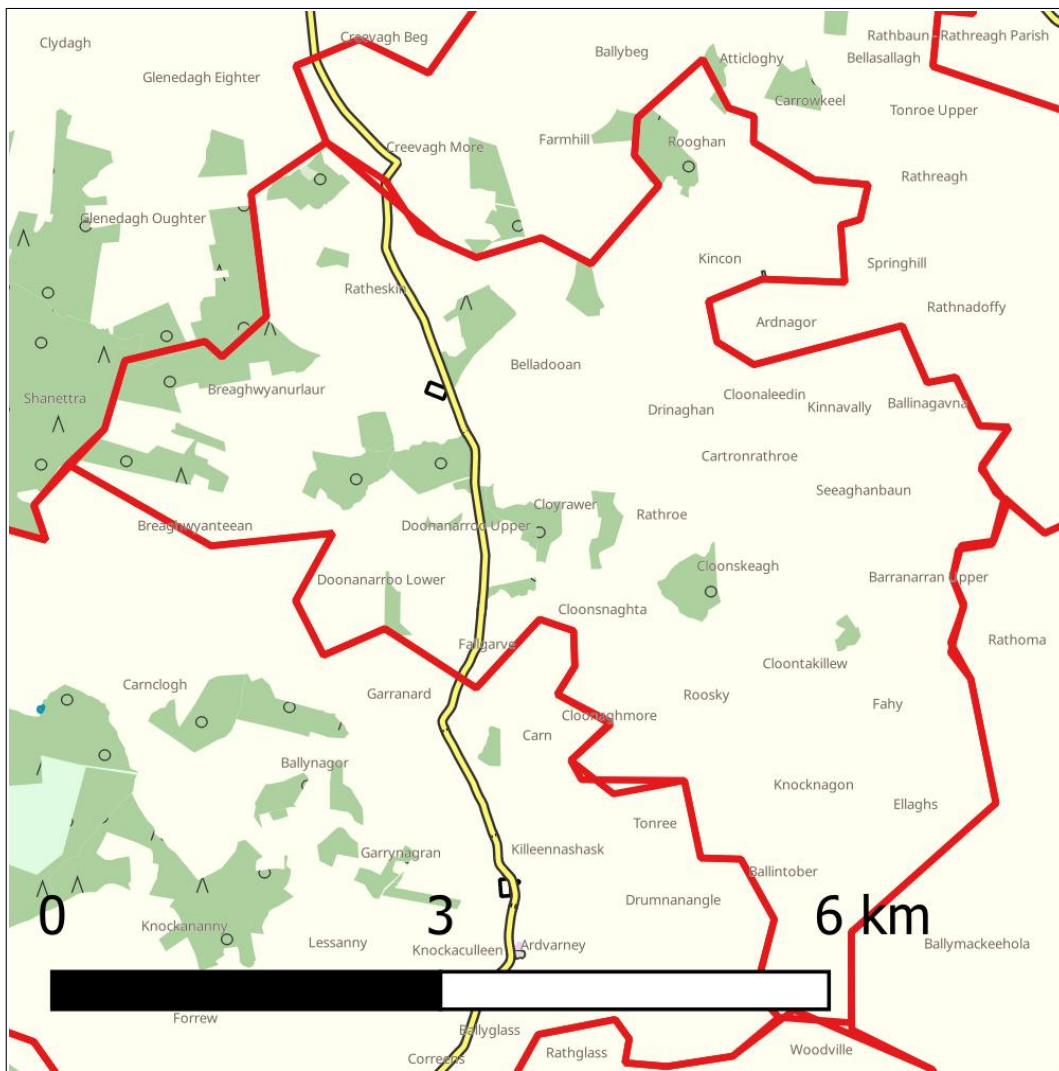 Creevagh Beg
Rathbaun - Rathreagh Parish
Clydagh
Ballybeg
Atticloghy
Bellasallagh
Glenedagh Eighter
Carrowkeel
Tonroe Upper
Farmhill
Rooghan
Creevagh More
Rathreagh
Glenedagh Oughter
Kincon
Springhill
Ratheskin
Rathnadoffy
Ardnagor
Belladooan
Breaghwyanurlaur
Cloonaleedin
Shanettra
Drinaghan
Kinnavally
Ballinagavna
Cartronrathroe
Seeaghanbaun
Cloyrawer
Rathroe
Breaghwyanteean
Doonanarroo Upper
Cloonskeagh
Doonanarroo Lower
Barranarran Upper
Cloonsnaghta
Rathoma
Fallgarve
Cloontakillew
Carnclogh
Garranard
Roosky
Fahy
Cloonaghmore
Carn
Ballynagor
Knocknagon
Ellaghs
Tonree
Garrynagran
Killeennashask
Ballintober
Drumnanangle
0 3 6 km
Knockananny
Lessanny
Knockaculleen
Ardvarney
Ballymackeehola
Forrew
Ballyglass
Correens
Rathglass
Woodville